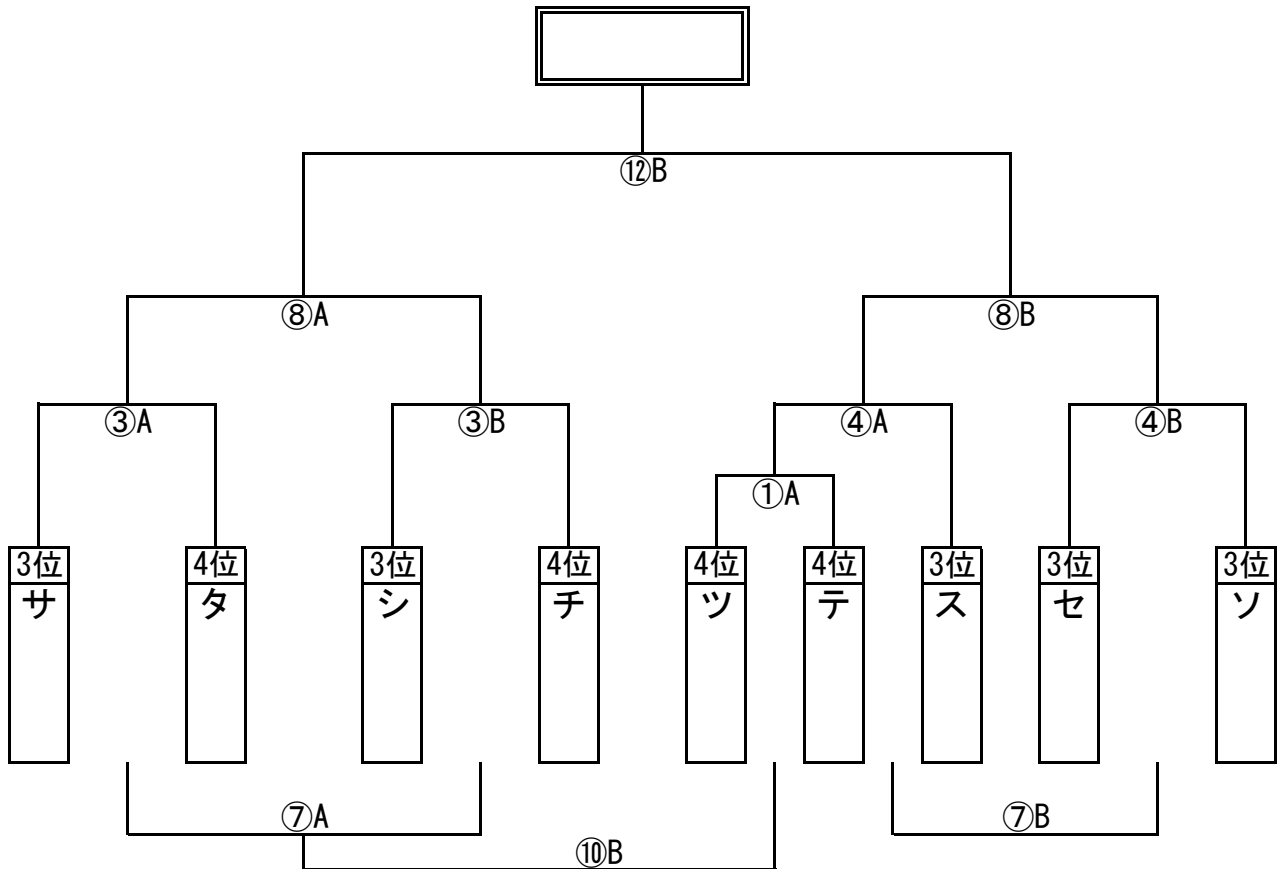 ⑫B
⑧A ⑧B
③A ③B ④A ④B
①A
3位 4位 3位 4位 4位 4位 3位 3位 3位
サ タ シ チ ツ テ ス セ ソ
⑦A ⑦B
⑩B